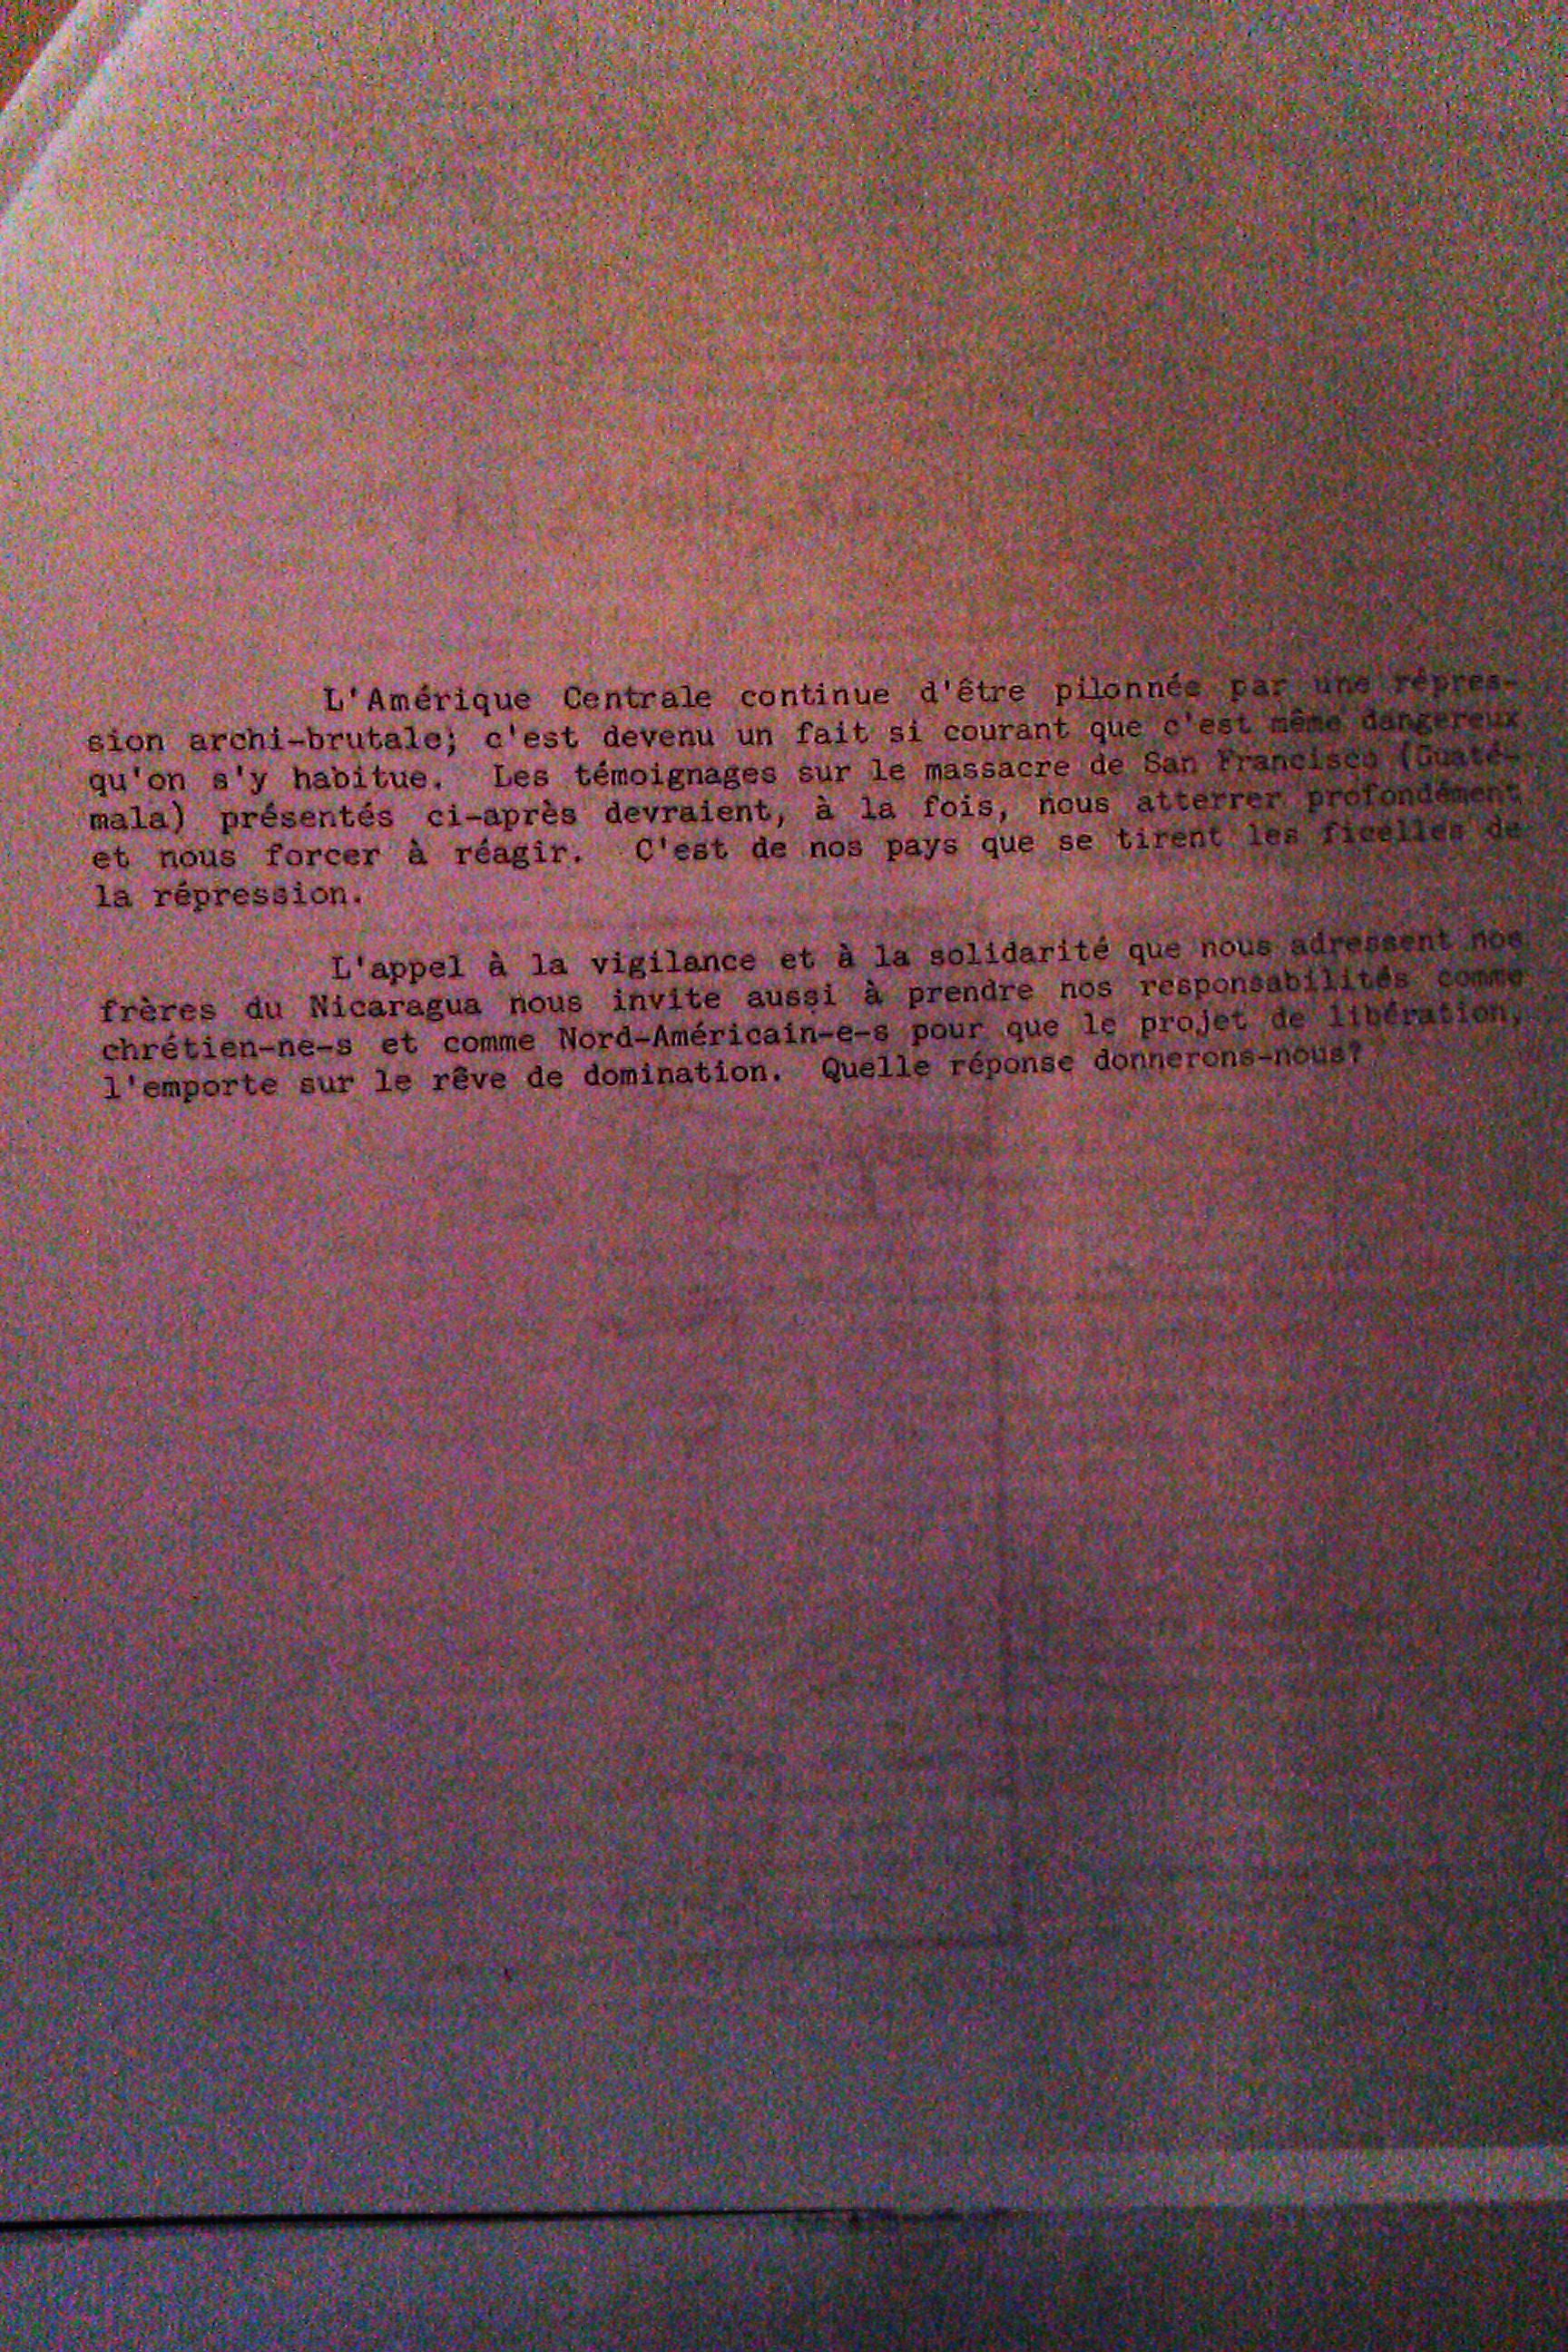 L'Amérique Centrale continue d'être pilonnée par une répres-
sion archi-brutale; c'est devenu un fait si courant que c'est même dangereux
qu'on s'y habitue. Les témoignages sur le massacre de San Francisco (Guaté-
mala) présentés ci-après devraient, à la fois, nous atterrer profondément
et nous forcer à réagir. C'est de nos pays que se tirent les ficelles de
la répression.
L'appel à la vigilance et à la solidarité que nous adressent nos
frères du Nicaragua nous invite aussi à prendre nos responsabilités comme
chrétien-ne-s et comme Nord-Américain-e-s pour que le projet de libération,
l'emporte sur le rêve de domination. Quelle réponse donnerons-nous?